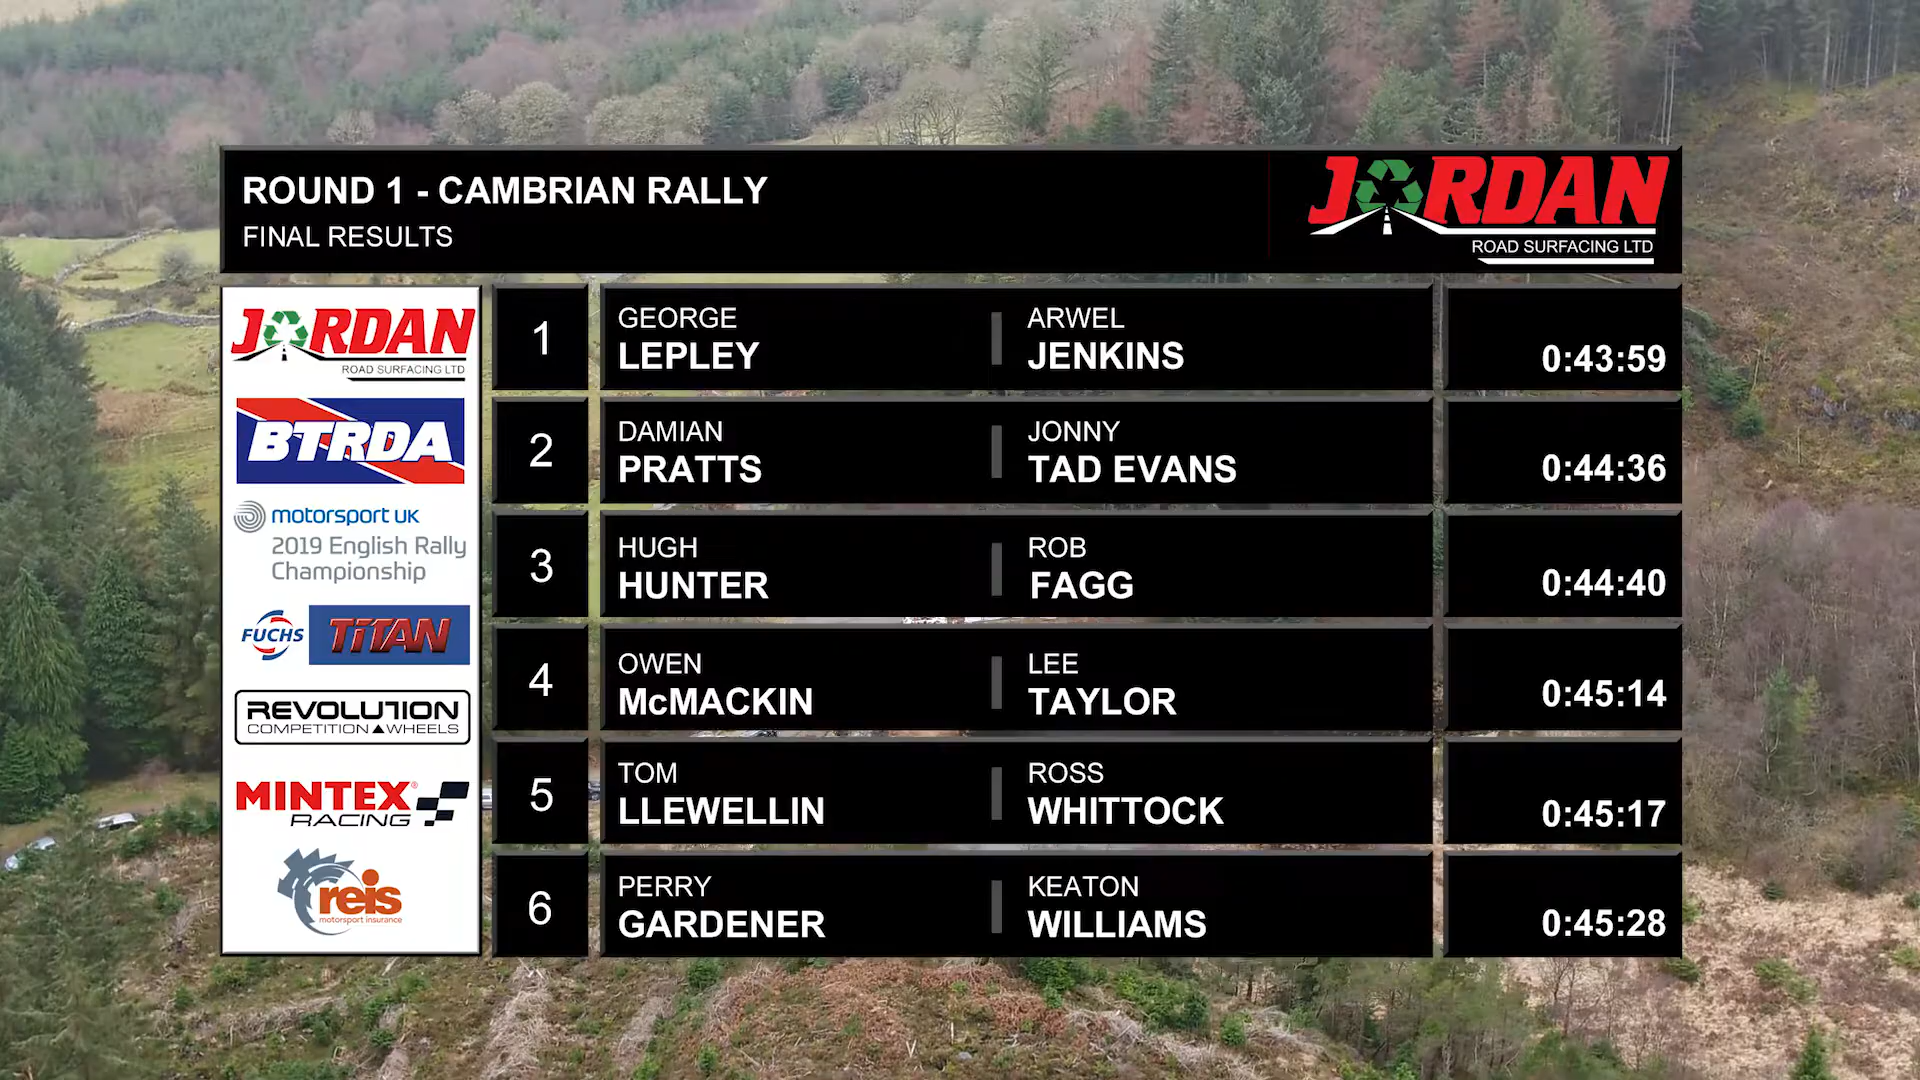 ROUND 1 - CAMBRIAN RALLY
FINAL RESULTS
JORDAN
ROAD SURFACING LTD
JORDAN
ROAD SURFACING LTD
BTRDA
motorsport UK
2019 English Rally
Championship
FUCHS TITAN
REVOLUTION
COMPETITION WHEELS
MINTEX®
RACING
reis
motorsport insurance
1
GEORGE
LEPLEY
ARWEL
JENKINS
0:43:59
2
DAMIAN
PRATTS
JONNY
TAD EVANS
0:44:36
3
HUGH
HUNTER
ROB
FAGG
0:44:40
4
OWEN
McMACKIN
LEE
TAYLOR
0:45:14
5
TOM
LLEWELLIN
ROSS
WHITTOCK
0:45:17
6
PERRY
GARDENER
KEATON
WILLIAMS
0:45:28